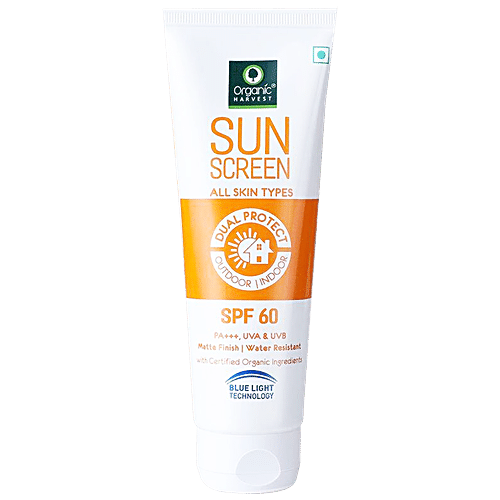 Organic®
HARVEST
SUN
SCREEN
ALL SKIN TYPES
DUAL PROTECT
OUTDOOR | INDOOR
SPF 60
PA+++, UVA & UVB
Matte Finish | Water Resistant
with Certified Organic Ingredients
BLUE LIGHT
TECHNOLOGY